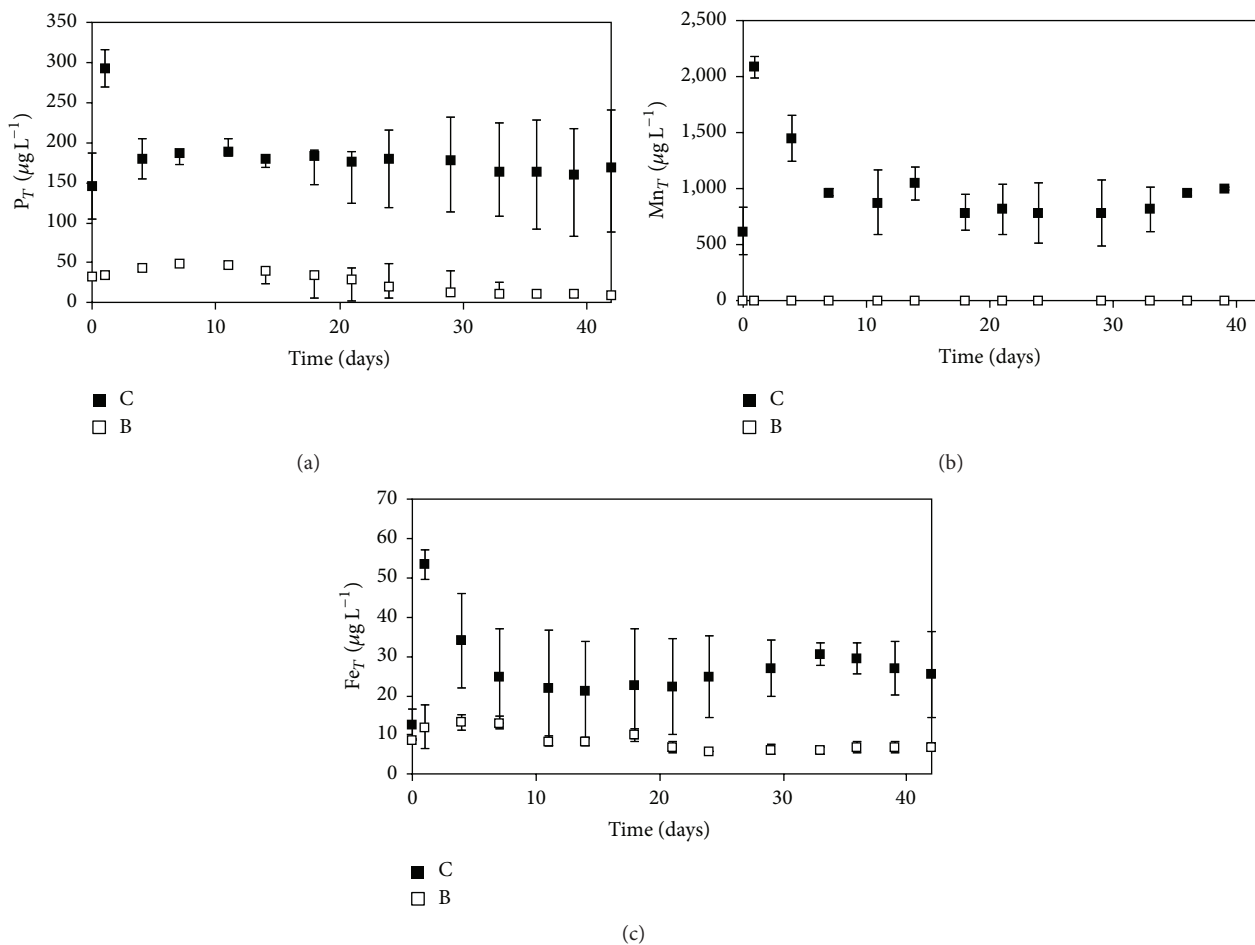 350
300
250
200
150
100
50
0
P_T (μg L⁻¹)
0 10 20 30 40
Time (days)
C
B
(a)
2,500
2,000
1,500
1,000
500
0
Mn_T (μg L⁻¹)
0 10 20 30 40
Time (days)
C
B
(b)
70
60
50
40
30
20
10
0
Fe_T (μg L⁻¹)
0 10 20 30 40
Time (days)
C
B
(c)